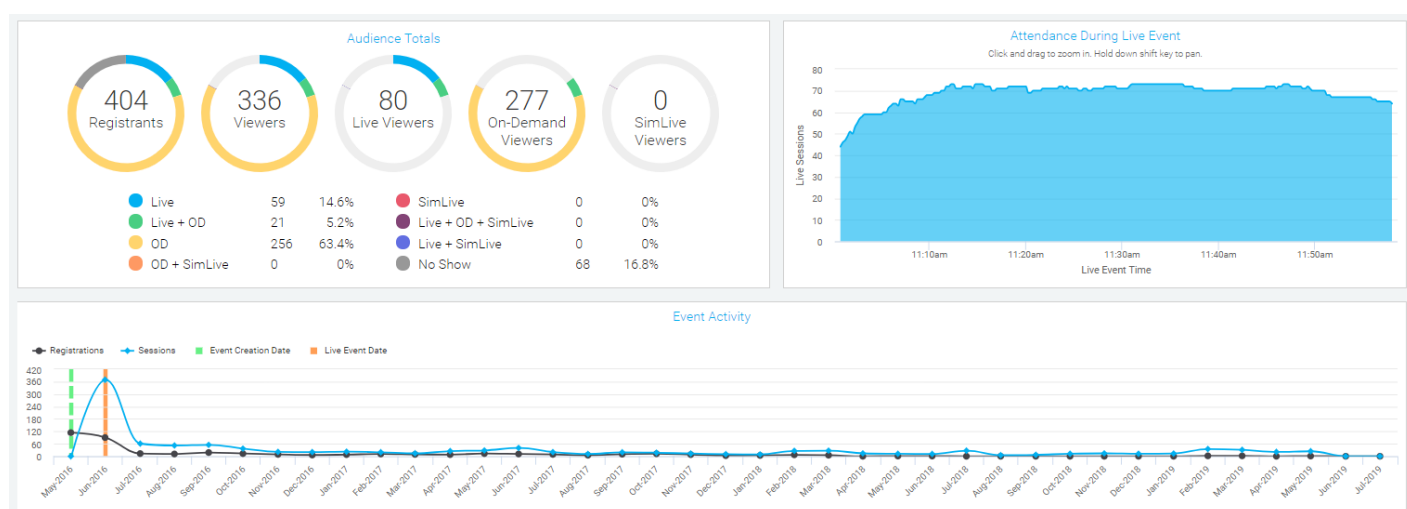 Audience Totals
404
Registrants
336
Viewers
80
Live Viewers
277
On-Demand
Viewers
0
SimLive
Viewers
Live 59 14.6%
Live + OD 21 5.2%
OD 256 63.4%
OD + SimLive 0 0%
SimLive 0 0%
Live + OD + SimLive 0 0%
Live + SimLive 0 0%
No Show 68 16.8%
Attendance During Live Event
Click and drag to zoom in. Hold down shift key to pan.
Live Sessions
80
70
60
50
40
30
20
10
0
11:10am 11:20am 11:30am 11:40am 11:50am
Live Event Time
Event Activity
Registrations Sessions Event Creation Date Live Event Date
420
360
300
240
180
120
60
0
May-2016 Jun-2016 Jul-2016 Aug-2016 Sep-2016 Oct-2016 Nov-2016 Dec-2016 Jan-2017 Feb-2017 Mar-2017 Apr-2017 May-2017 Jun-2017 Jul-2017 Aug-2017 Sep-2017 Oct-2017 Nov-2017 Dec-2017 Jan-2018 Feb-2018 Mar-2018 Apr-2018 May-2018 Jun-2018 Jul-2018 Aug-2018 Sep-2018 Oct-2018 Nov-2018 Dec-2018 Jan-2019 Feb-2019 Mar-2019 Apr-2019 May-2019 Jun-2019 Jul-2019